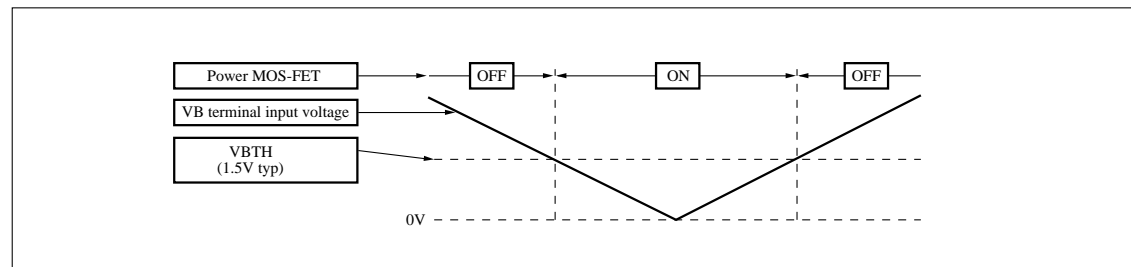 Power MOS-FET
OFF
ON
OFF
VB terminal input voltage
VBTH
(1.5V typ)
0V